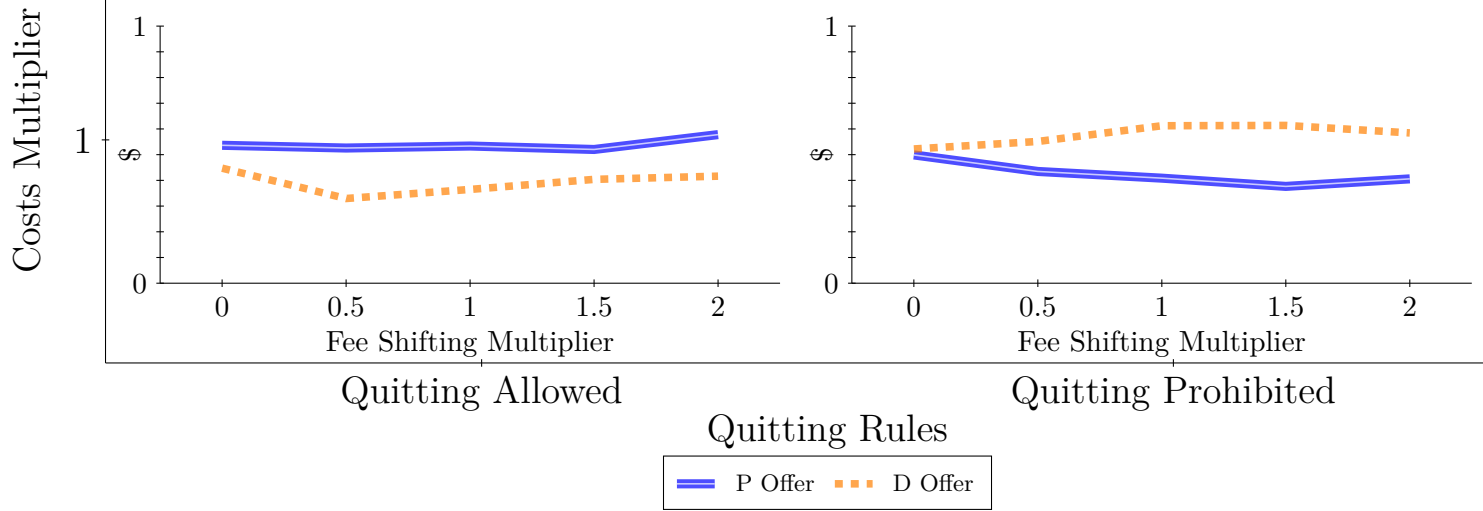 Costs Multiplier
1
1
$
0
0 0.5 1 1.5 2
Fee Shifting Multiplier
1
$
0
0 0.5 1 1.5 2
Fee Shifting Multiplier
Quitting Allowed
Quitting Prohibited
Quitting Rules
P Offer
D Offer